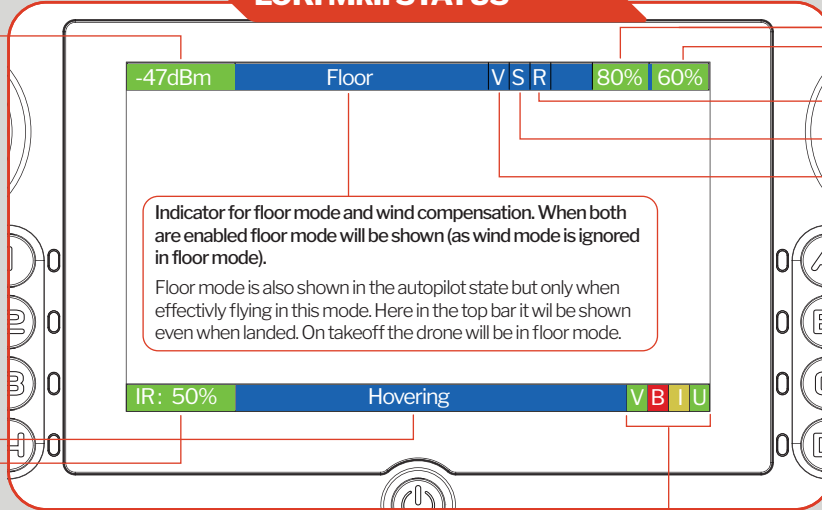 -47dBm Floor V S R 80% 60%
Indicator for floor mode and wind compensation. When both
are enabled floor mode will be shown (as wind mode is ignored
in floor mode).
Floor mode is also shown in the autopilot state but only when
effectivly flying in this mode. Here in the top bar it wil be shown
even when landed. On takeoff the drone will be in floor mode.
2
3
4
IR: 50% Hovering V B I U